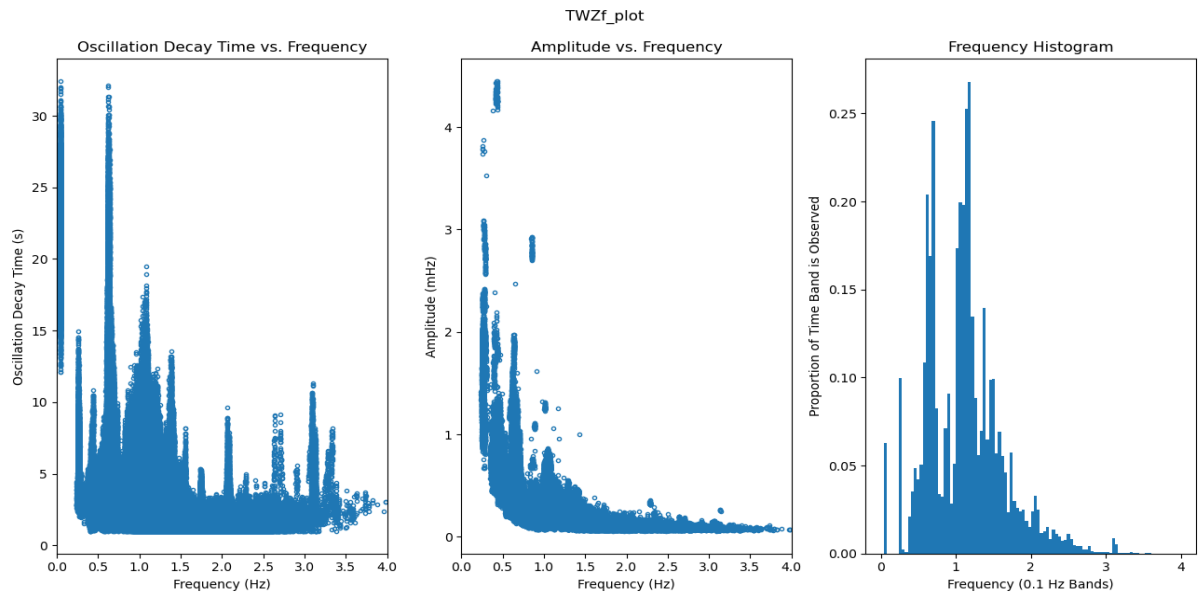 TWZf_plot
Oscillation Decay Time vs. Frequency
Oscillation Decay Time (s)
30
25
20
15
10
5
0
0.0 0.5 1.0 1.5 2.0 2.5 3.0 3.5 4.0
Frequency (Hz)
Amplitude vs. Frequency
Amplitude (mHz)
4
3
2
1
0
0.0 0.5 1.0 1.5 2.0 2.5 3.0 3.5 4.0
Frequency (Hz)
Frequency Histogram
Proportion of Time Band is Observed
0.25
0.20
0.15
0.10
0.05
0.00
0 1 2 3 4
Frequency (0.1 Hz Bands)